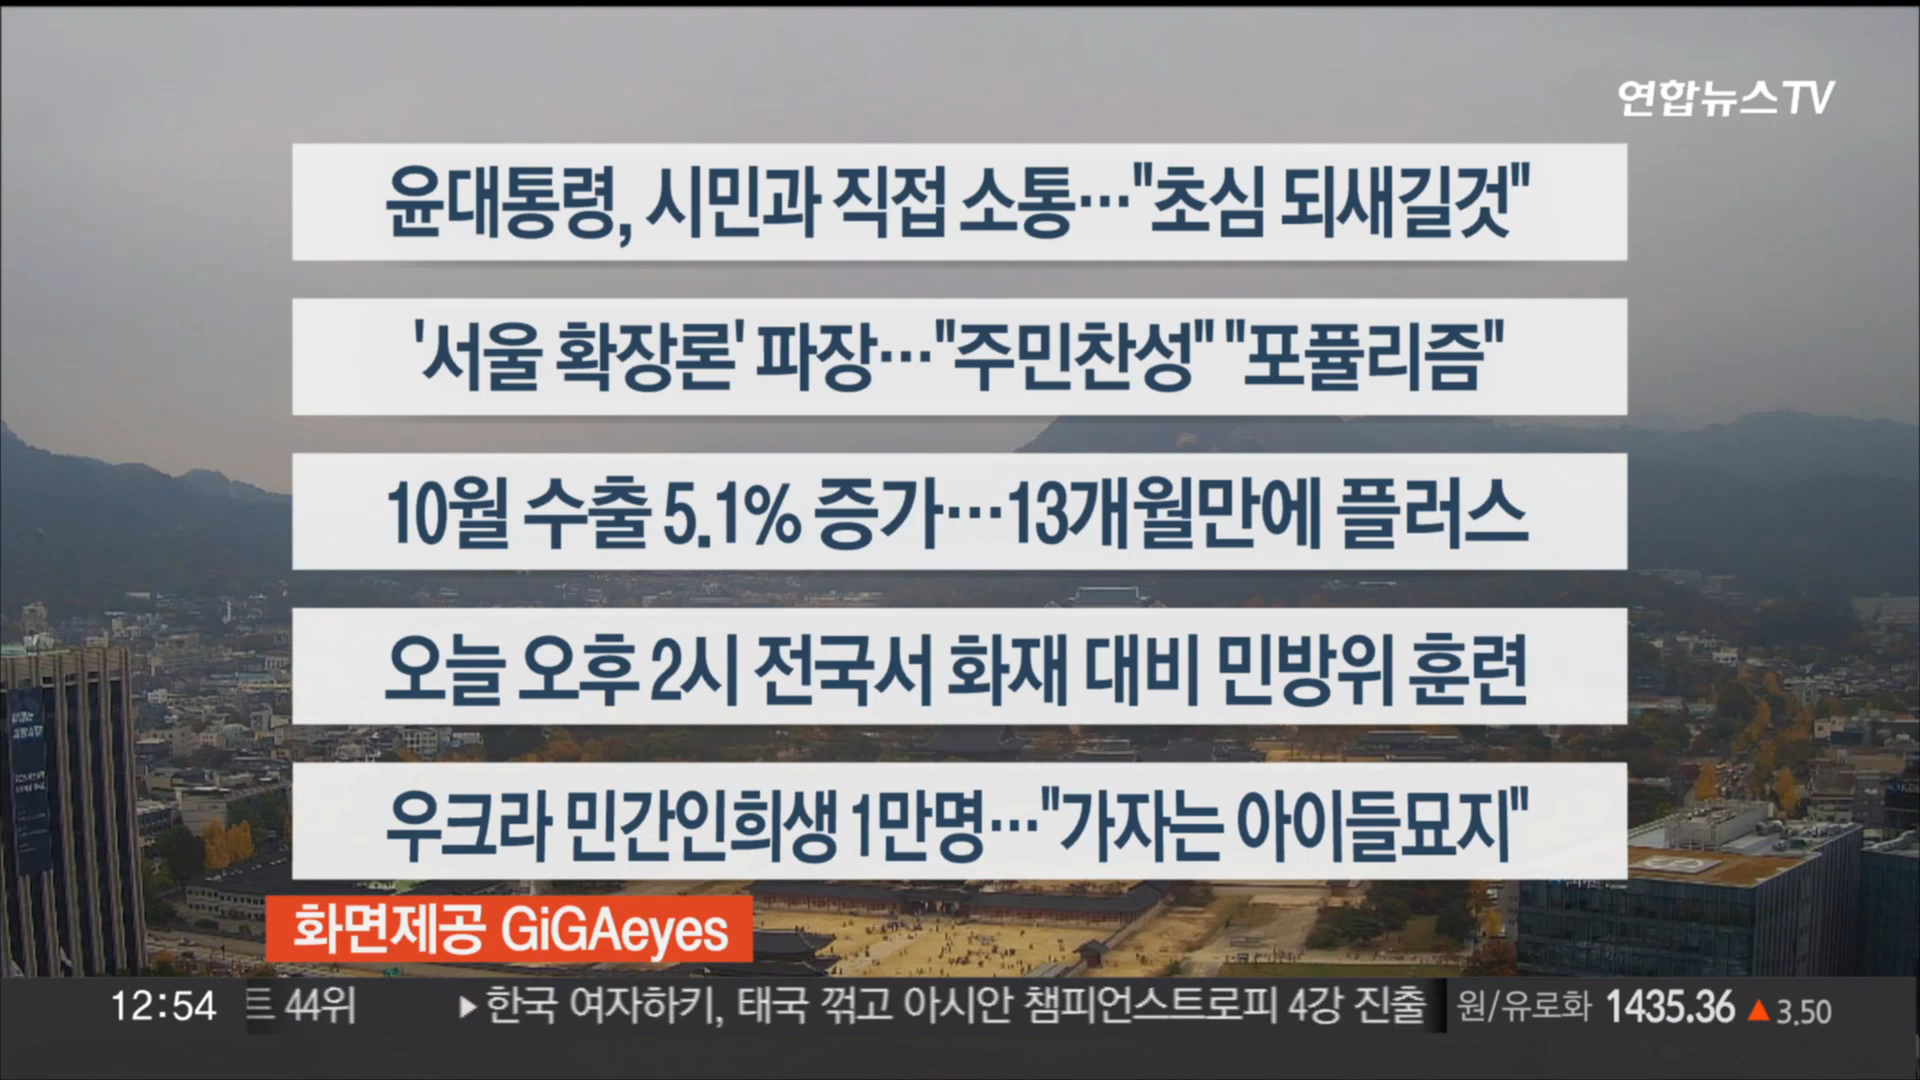 연합뉴스TV
윤대통령, 시민과 직접 소통…"초심 되새길것"
'서울 확장론' 파장…"주민찬성" "포퓰리즘"
10월 수출 5.1% 증가…13개월만에 플러스
오늘 오후 2시 전국서 화재 대비 민방위 훈련
우크라 민간인희생 1만명…"가자는 아이들묘지"
화면제공 GiGAeyes
12:54 트 44위 ▶한국 여자하키, 태국 꺾고 아시안 챔피언스트로피 4강 진출 원/유로화 1435.36 ▲3.50